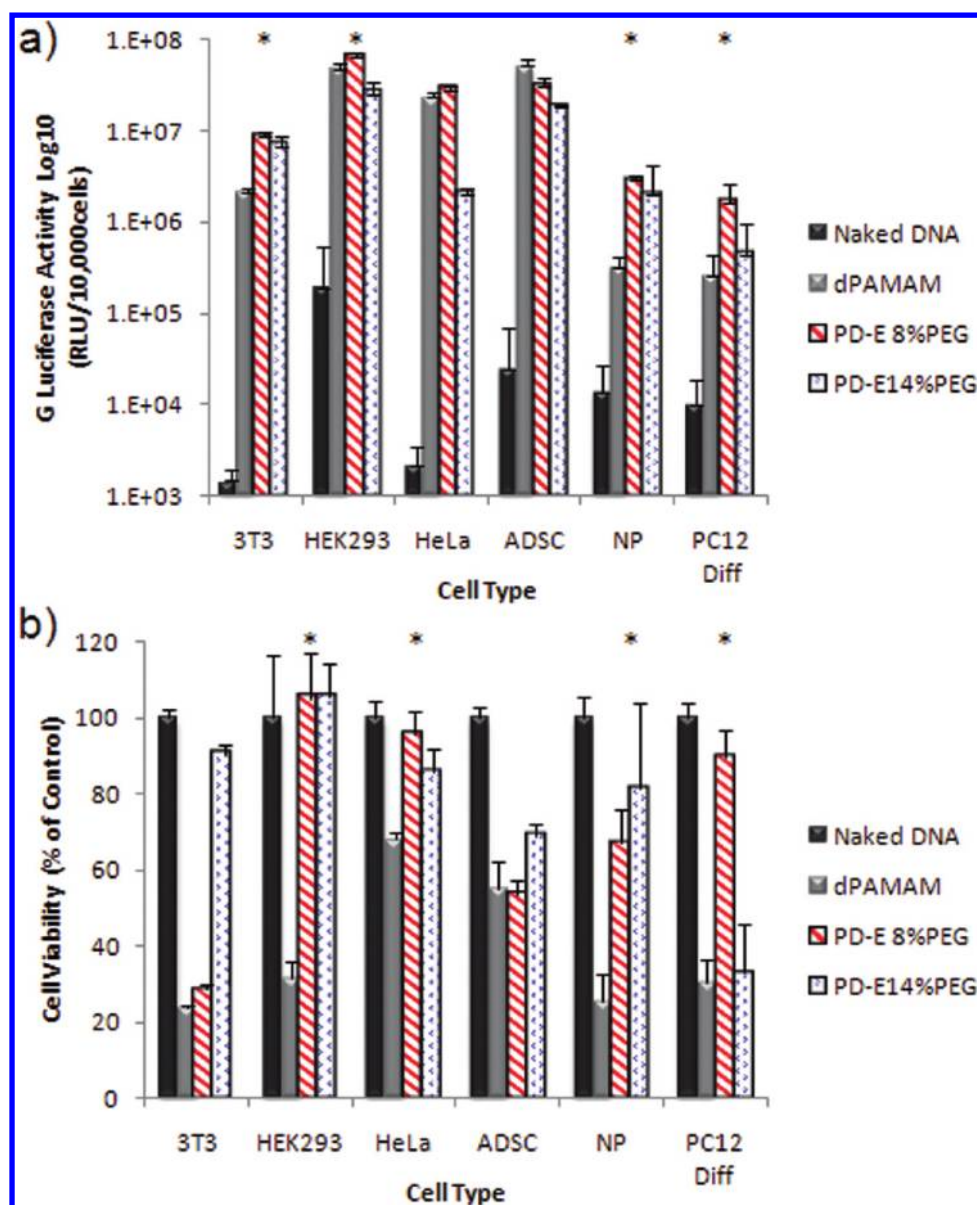 a)
* * * *
1.E+08
1.E+07
1.E+06
1.E+05
1.E+04
1.E+03
G Luciferase Activity Log10
(RLU/10,000cells)
3T3 HEK293 HeLa ADSC NP PC12
Diff
Cell Type
Naked DNA
dPAMAM
PD-E 8%PEG
PD-E14%PEG
b)
* * * *
120
100
80
60
40
20
0
Cell Viability (% of Control)
3T3 HEK293 HeLa ADSC NP PC12
Diff
Cell Type
Naked DNA
dPAMAM
PD-E 8%PEG
PD-E14%PEG